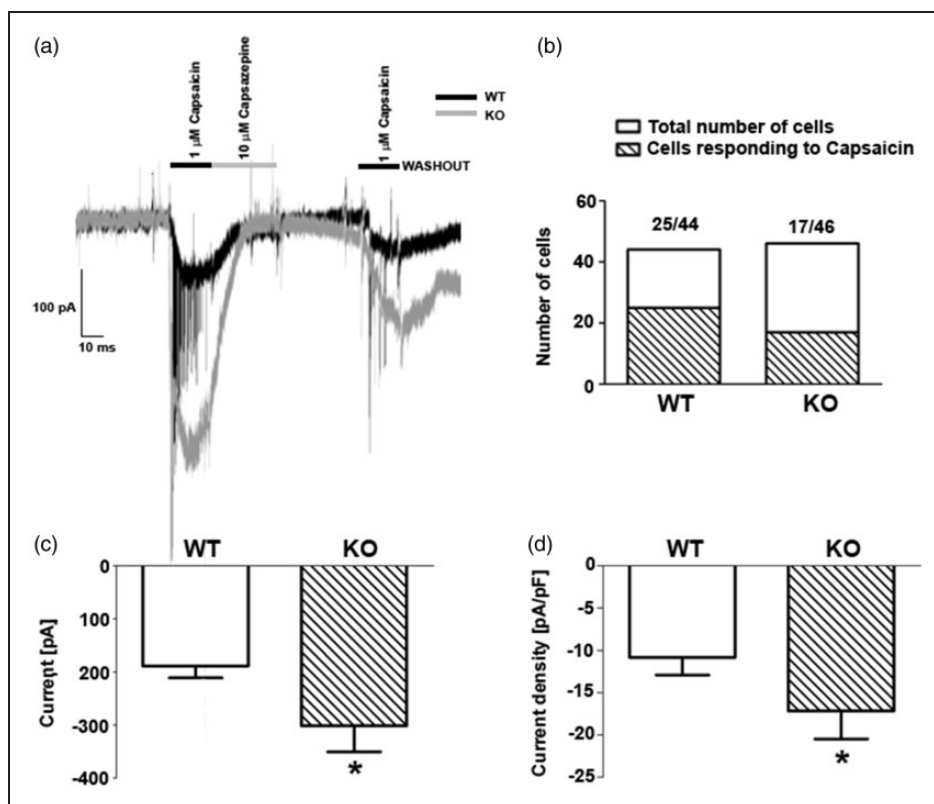 (a)
1 µM Capsaicin
10 µM Capsazepine
1 µM Capsaicin
WT
KO
WASHOUT
100 pA
10 ms
(b)
Total number of cells
Cells responding to Capsaicin
Number of cells
60
40
20
0
25/44
17/46
WT
KO
(c)
WT
KO
Current [pA]
0
100
200
-300
-400
*
(d)
WT
KO
Current density [pA/pF]
0
-5
-10
-15
-20
-25
*